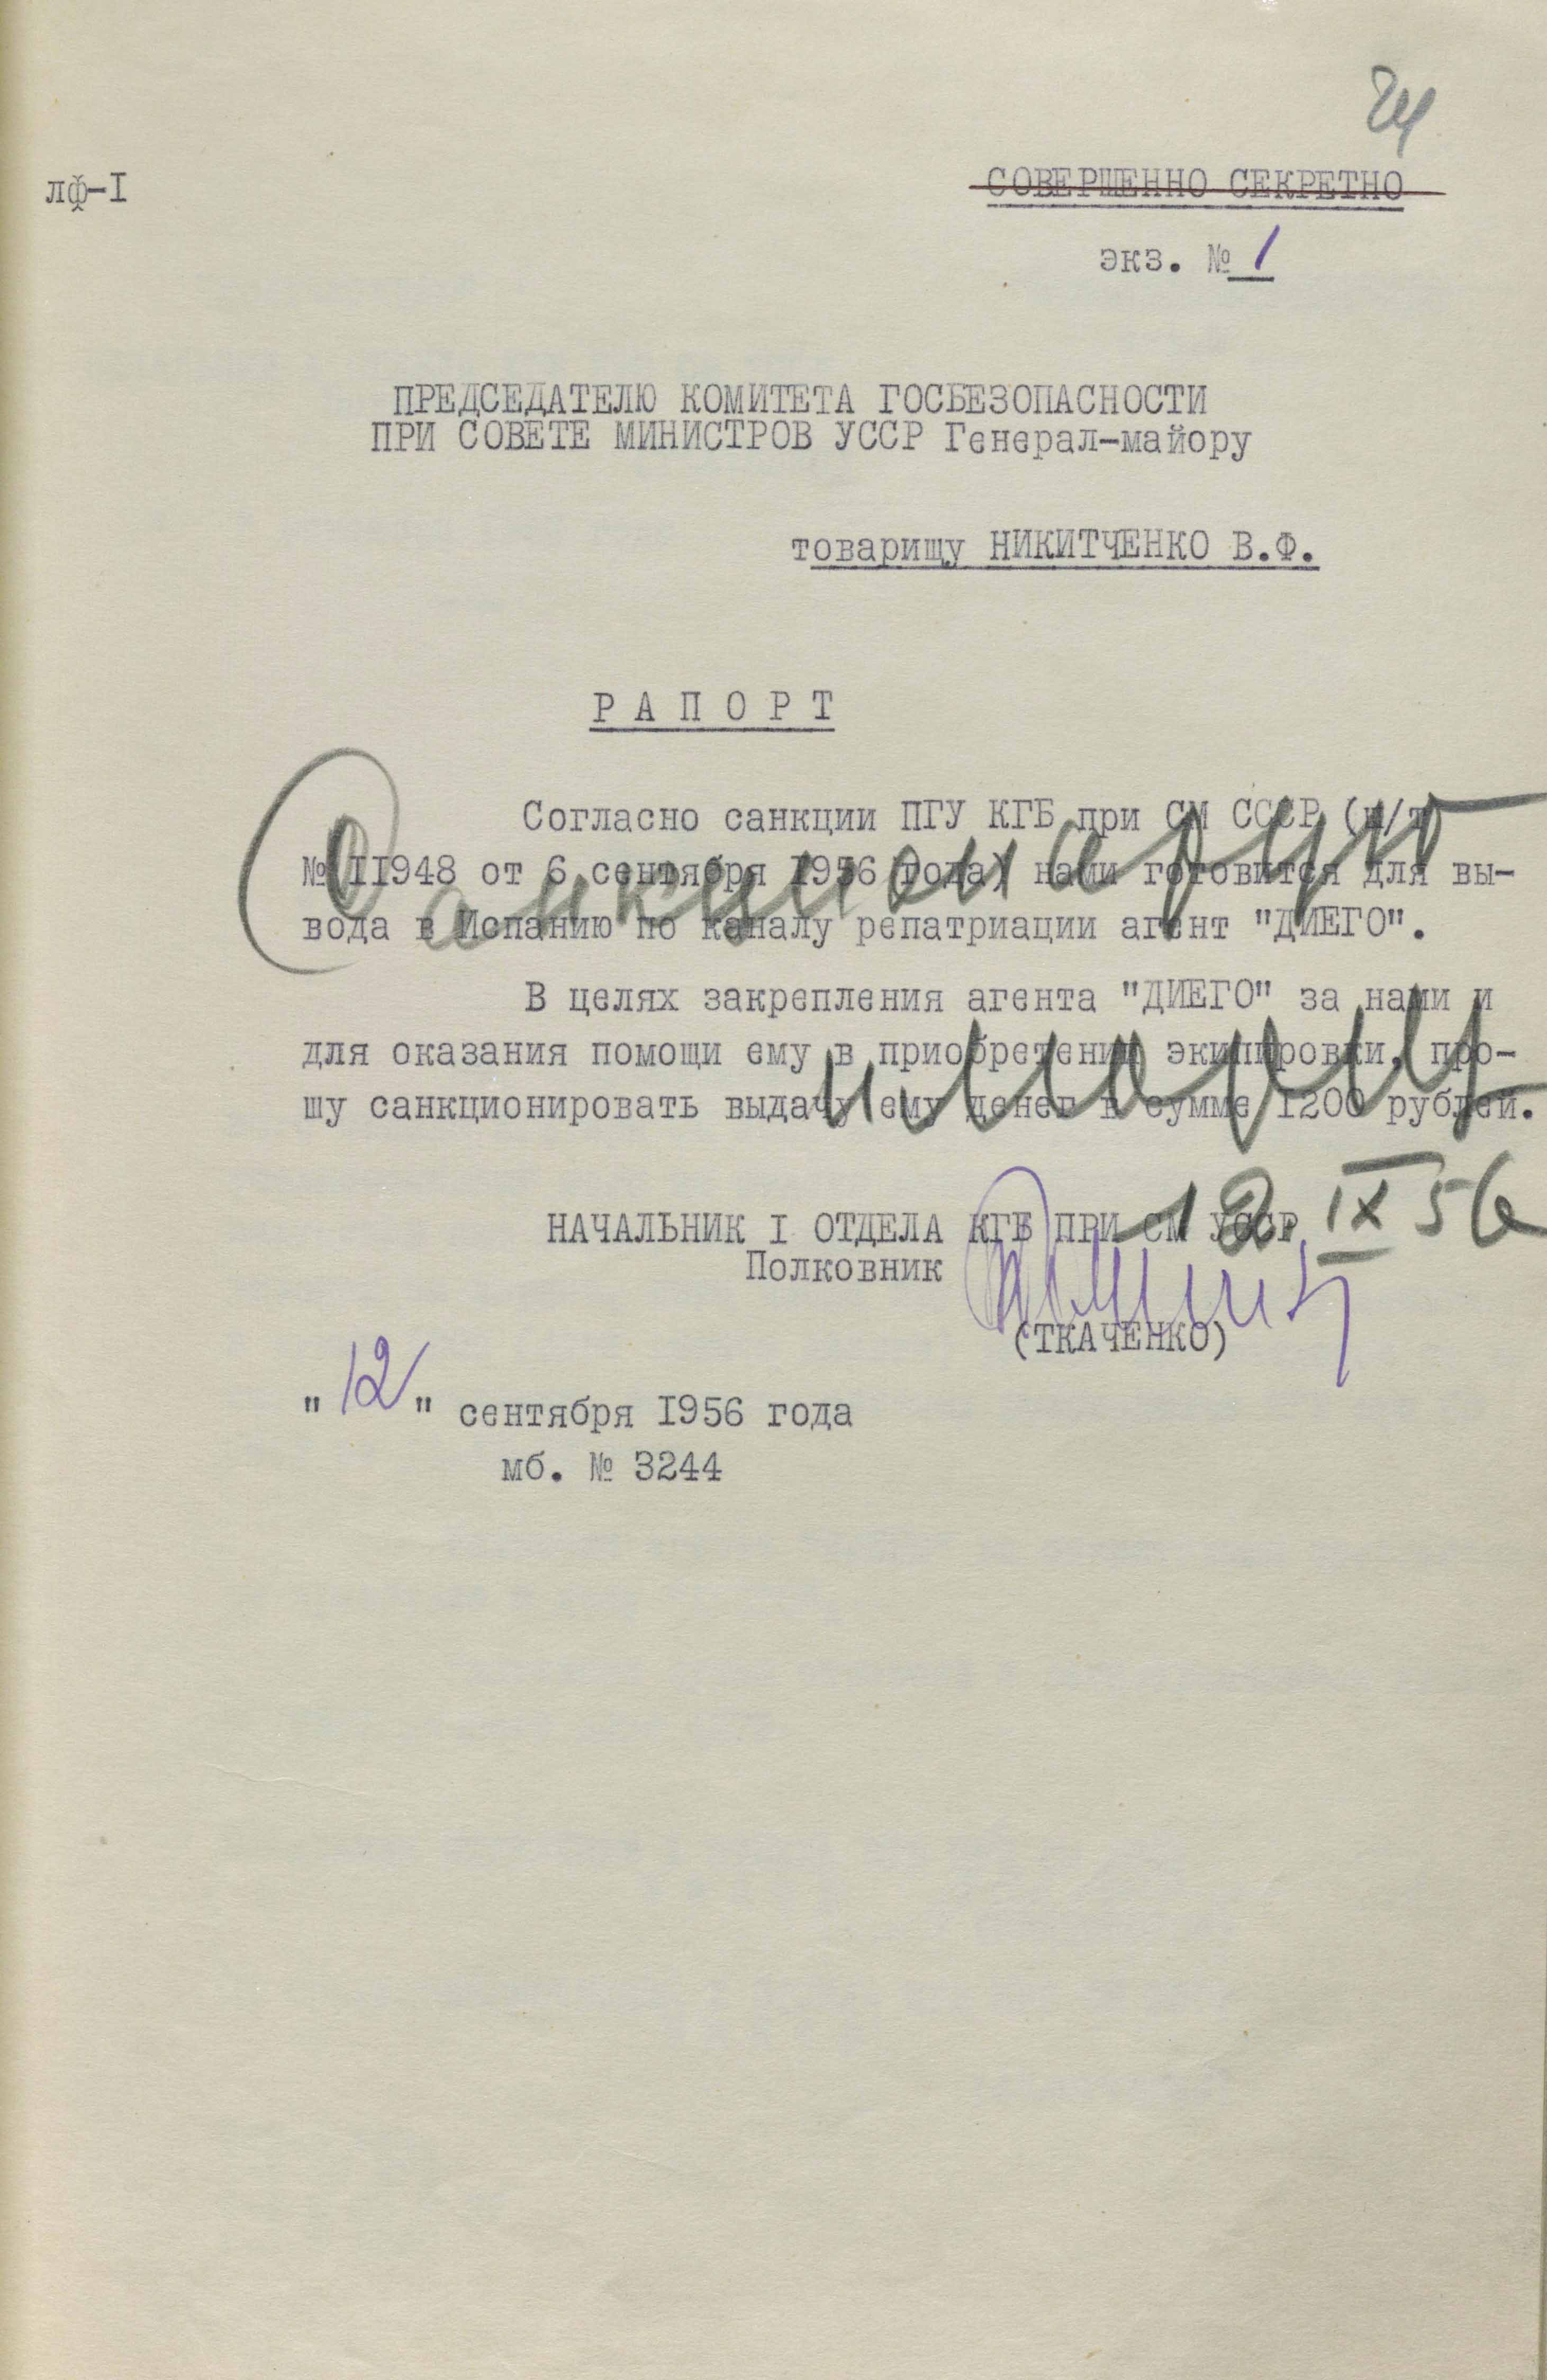 24
лф-I
СОВЕРШЕННО СЕКРЕТНО
экз. № 1
ПРЕДСЕДАТЕЛЮ КОМИТЕТА ГОСБЕЗОПАСНОСТИ
ПРИ СОВЕТЕ МИНИСТРОВ УССР Генерал-майору
товарищу НИКИТЧЕНКО В.Ф.
Р А П О Р Т
Согласно санкции ПГУ КГБ при СМ СССР (н/т
№ II948 от 6 сентября 1956 года) нами готовится для вы-
вода в Испанию по каналу репатриации агент "ДИЕГО".
Санкционирую
В целях закрепления агента "ДИЕГО" за нами и
для оказания помощи ему в приобретении экипировки, про-
шу санкционировать выдачу ему денег в сумме I200 рублей.
12 IX 56
НАЧАЛЬНИК I ОТДЕЛА КГБ ПРИ СМ УССР
Полковник
(ТКАЧЕНКО)
"12" сентября I956 года
мб. № 3244